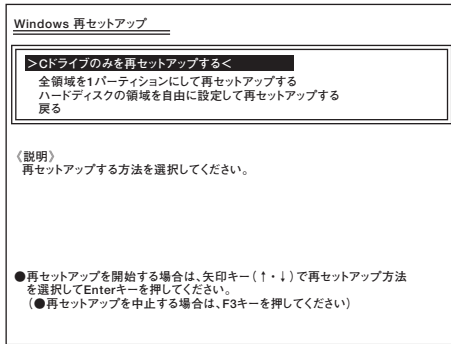 Windows 再セットアップ
>Cドライブのみを再セットアップする<
全領域を1パーティションにして再セットアップする
ハードディスクの領域を自由に設定して再セットアップする
戻る
《説明》
再セットアップする方法を選択してください。
●再セットアップを開始する場合は、矢印キー(↑・↓)で再セットアップ方法
を選択してEnterキーを押してください。
(●再セットアップを中止する場合は、F3キーを押してください)